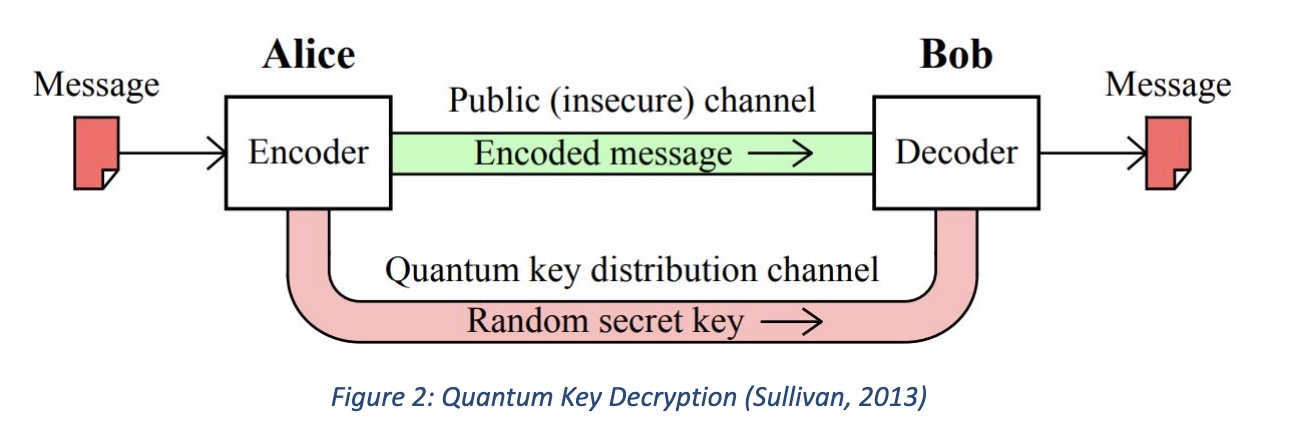 Alice
Bob
Message
Public (insecure) channel
Message
Encoder
Encoded message
Decoder
Quantum key distribution channel
Random secret key
Figure 2: Quantum Key Decryption (Sullivan, 2013)